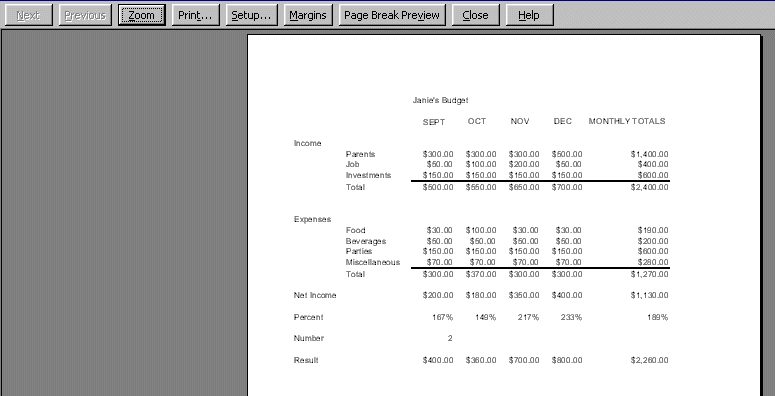 Next Previous Zoom Print... Setup... Margins Page Break Preview Close Help
Janie's Budget
SEPT OCT NOV DEC MONTHLY TOTALS
Income
Parents $300.00 $300.00 $300.00 $500.00 $1,400.00
Job $50.00 $100.00 $200.00 $50.00 $400.00
Investments $150.00 $150.00 $150.00 $150.00 $600.00
Total $500.00 $550.00 $650.00 $700.00 $2,400.00
Expenses
Food $30.00 $100.00 $30.00 $30.00 $190.00
Beverages $50.00 $50.00 $50.00 $50.00 $200.00
Parties $150.00 $150.00 $150.00 $150.00 $600.00
Miscellaneous $70.00 $70.00 $70.00 $70.00 $280.00
Total $300.00 $370.00 $300.00 $300.00 $1,270.00
Net Income $200.00 $180.00 $350.00 $400.00 $1,130.00
Percent 167% 149% 217% 233% 189%
Number 2
Result $400.00 $360.00 $700.00 $800.00 $2,260.00